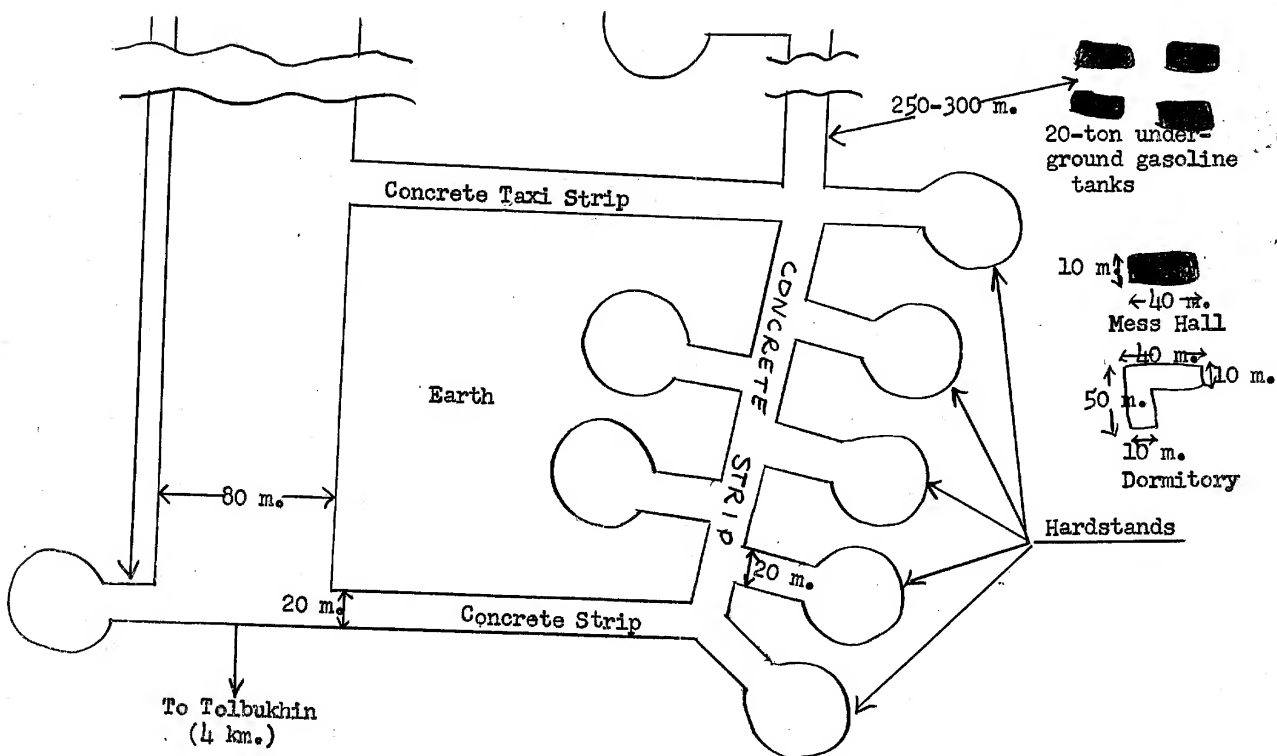 250-300 m.
20-ton under-
ground gasoline
tanks
Concrete Taxi Strip
10 m.
40 m.
Mess Hall
40 m.
10 m.
50 m.
10 m.
Dormitory
CONCRETE
STRIP
Earth
80 m.
Hardstands
20 m.
20 m.
Concrete Strip
To Tolbukhin
(4 km.)